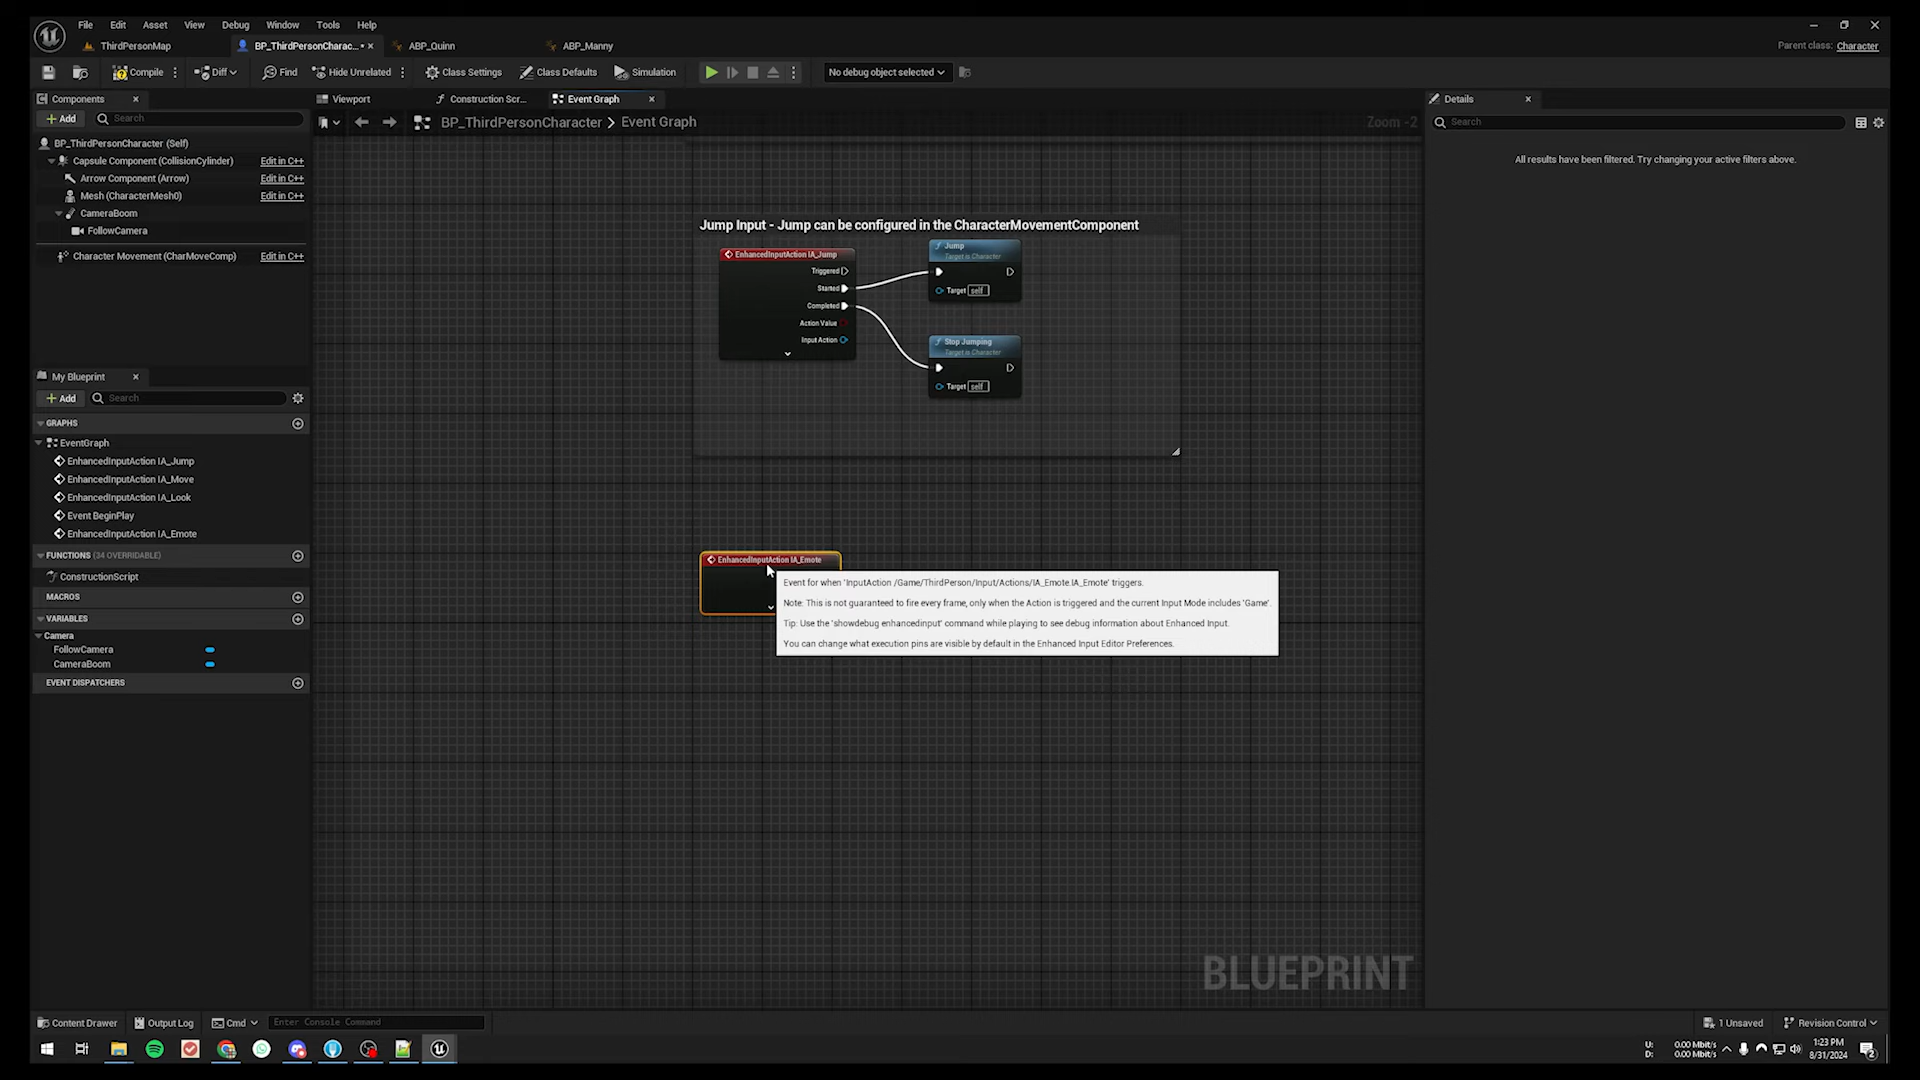 File Edit Asset View Debug Window Tools Help
ThirdPersonMap BP_ThirdPersonCharac... • ABP_Quinn ABP_Manny Parent class: Character
Compile Diff Find Hide Unrelated Class Settings Class Defaults Simulation No debug object selected
Components Viewport Construction Scr... Event Graph Details
Add Search BP_ThirdPersonCharacter > Event Graph Zoom -2 Search
BP_ThirdPersonCharacter (Self)
Capsule Component (CollisionCylinder) Edit in C++
Arrow Component (Arrow) Edit in C++
Mesh (CharacterMesh0) Edit in C++
CameraBoom
FollowCamera
Character Movement (CharMoveComp) Edit in C++
All results have been filtered. Try changing your active filters above.
Jump Input - Jump can be configured in the CharacterMovementComponent
EnhancedInputAction IA_Jump
Triggered
Started
Completed
Action Value
Input Action
Jump
Target is Character
Target self
Stop Jumping
Target is Character
Target self
My Blueprint
Add Search
GRAPHS
EventGraph
EnhancedInputAction IA_Jump
EnhancedInputAction IA_Move
EnhancedInputAction IA_Look
Event BeginPlay
EnhancedInputAction IA_Emote
FUNCTIONS (34 OVERRIDABLE)
ConstructionScript
MACROS
VARIABLES
Camera
FollowCamera
CameraBoom
EVENT DISPATCHERS
EnhancedInputAction IA_Emote
Event for when 'InputAction /Game/ThirdPerson/Input/Actions/IA_Emote.IA_Emote' triggers.
Note: This is not guaranteed to fire every frame, only when the Action is triggered and the current Input Mode includes 'Game'.
Tip: Use the 'showdebug enhancedinput' command while playing to see debug information about Enhanced Input.
You can change what execution pins are visible by default in the Enhanced Input Editor Preferences.
BLUEPRINT
Content Drawer Output Log Cmd Enter Console Command 1 Unsaved Revision Control
U: 0.00 Mbit/s
D: 0.00 Mbit/s
1:23 PM
8/31/2024
2